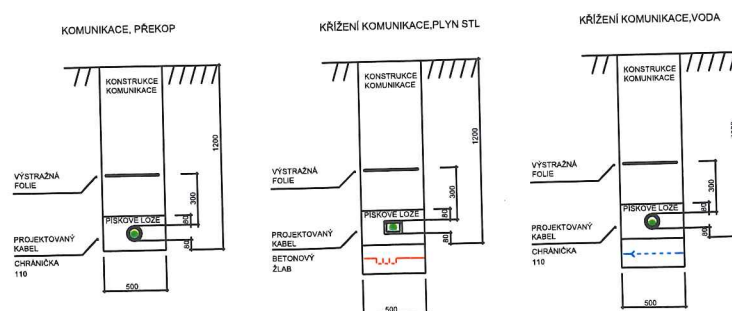 KOMUNIKACE, PŘEKOP
KONSTRUKCE
KOMUNIKACE
1200
VÝSTRAŽNÁ
FOLIE
300
PÍSKOVÉ LOŽE
80
PROJEKTOVANÝ
KABEL
80
CHRÁNIČKA
110
500
KŘÍŽENÍ KOMUNIKACE,PLYN STL
KONSTRUKCE
KOMUNIKACE
1200
VÝSTRAŽNÁ
FOLIE
300
PÍSKOVÉ LOŽE
80
PROJEKTOVANÝ
KABEL
80
BETONOVÝ
ŽLAB
500
KŘÍŽENÍ KOMUNIKACE,VODA
KONSTRUKCE
KOMUNIKACE
VÝSTRAŽNÁ
FOLIE
300
PÍSKOVÉ LOŽE
80
PROJEKTOVANÝ
KABEL
80
CHRÁNIČKA
110
500